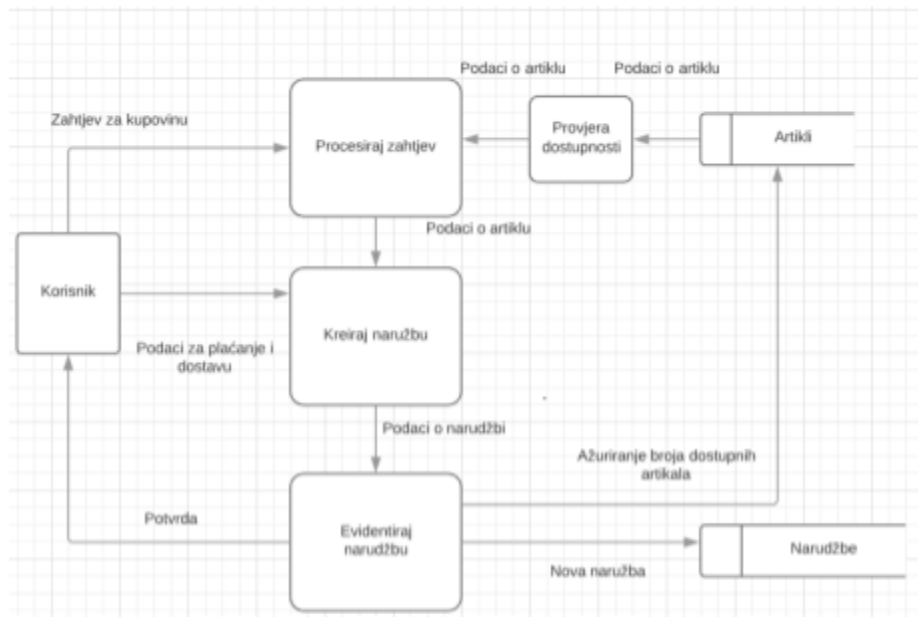 Podaci o artiklu
Podaci o artiklu
Zahtjev za kupovinu
Procesiraj zahtjev
Provjera
dostupnosti
Artikli
Podaci o artiklu
Korisnik
Kreiraj naružbu
Podaci za plaćanje i
dostavu
Podaci o narudžbi
Ažuriranje broja dostupnih
artikala
Potvrda
Evidentiraj
narudžbu
Narudžbe
Nova naružba